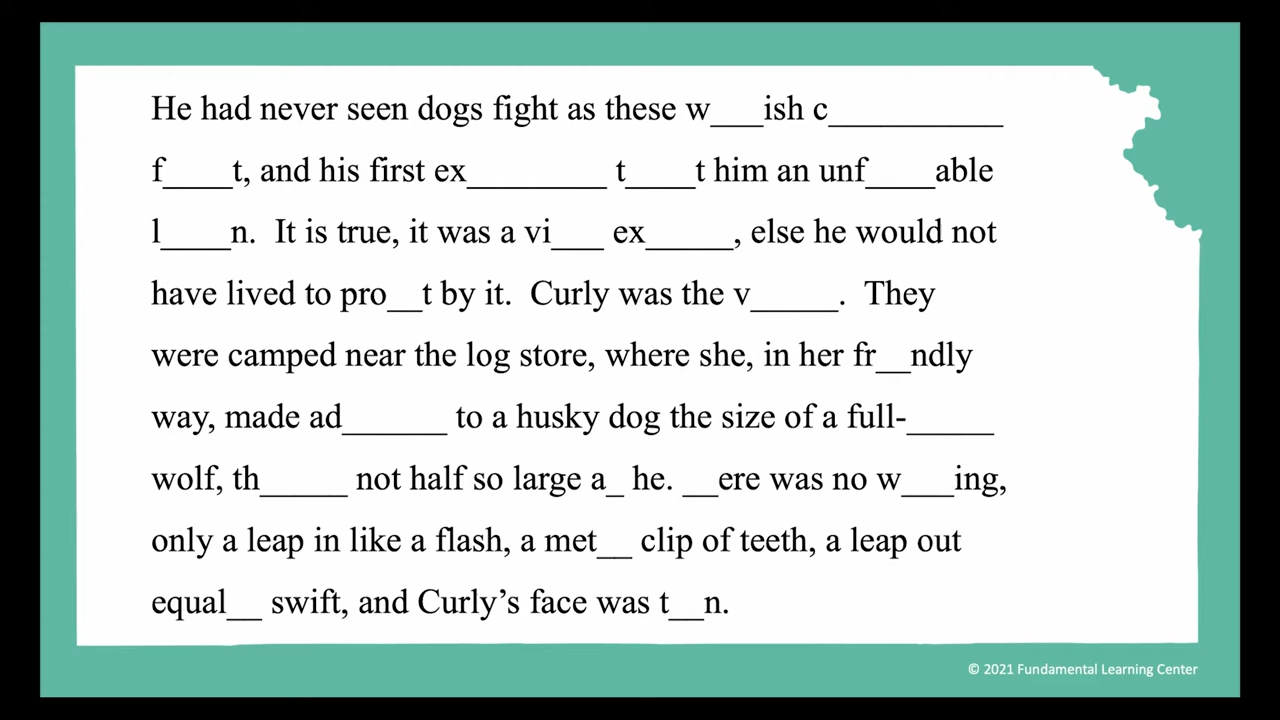 He had never seen dogs fight as these w___ish c__________
f____t, and his first ex________ t____t him an unf____able
l____n.  It is true, it was a vi___ ex_____, else he would not
have lived to pro__t by it.  Curly was the v_____.  They
were camped near the log store, where she, in her fr__ndly
way, made ad______ to a husky dog the size of a full-_____
wolf, th_____ not half so large a_ he.  __ere was no w___ing,
only a leap in like a flash, a met__ clip of teeth, a leap out
equal__ swift, and Curly’s face was t__n.
© 2021 Fundamental Learning Center